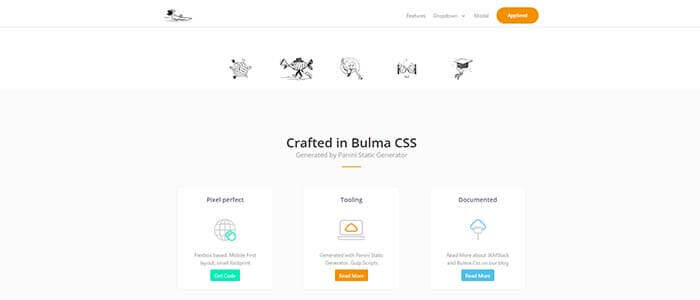 Features Dropdown Modal AppSeed
Crafted in Bulma CSS
Generated by Panini Static Generator
Pixel perfect
Flexbox based, Mobile First
layout, small footprint
Get Code
Tooling
Generated with Panini Static
Generator, Gulp Scripts
Read More
Documented
Read More about JAMStack
and Bulma Css on our blog
Read More